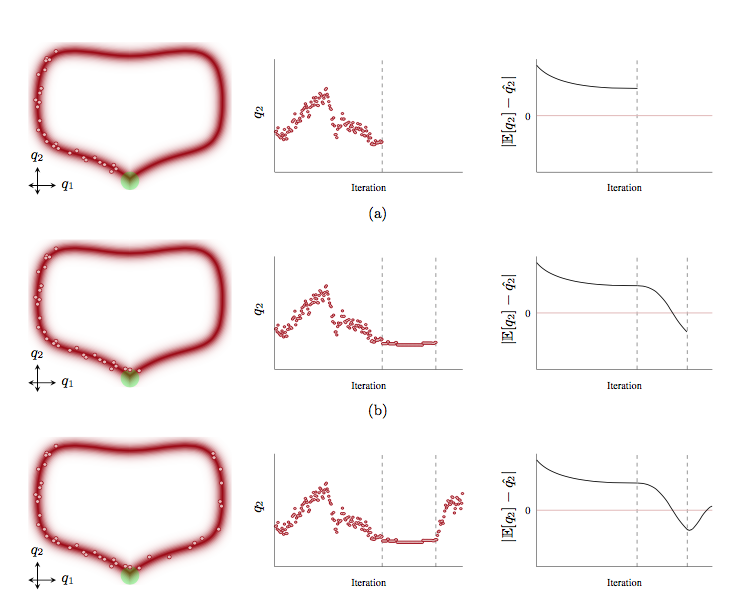 q₂
q₁
q₂
Iteration
|𝔼[q₂] − q̂₂|
0
Iteration
(a)
q₂
q₁
q₂
Iteration
|𝔼[q₂] − q̂₂|
0
Iteration
(b)
q₂
q₁
q₂
Iteration
|𝔼[q₂] − q̂₂|
0
Iteration